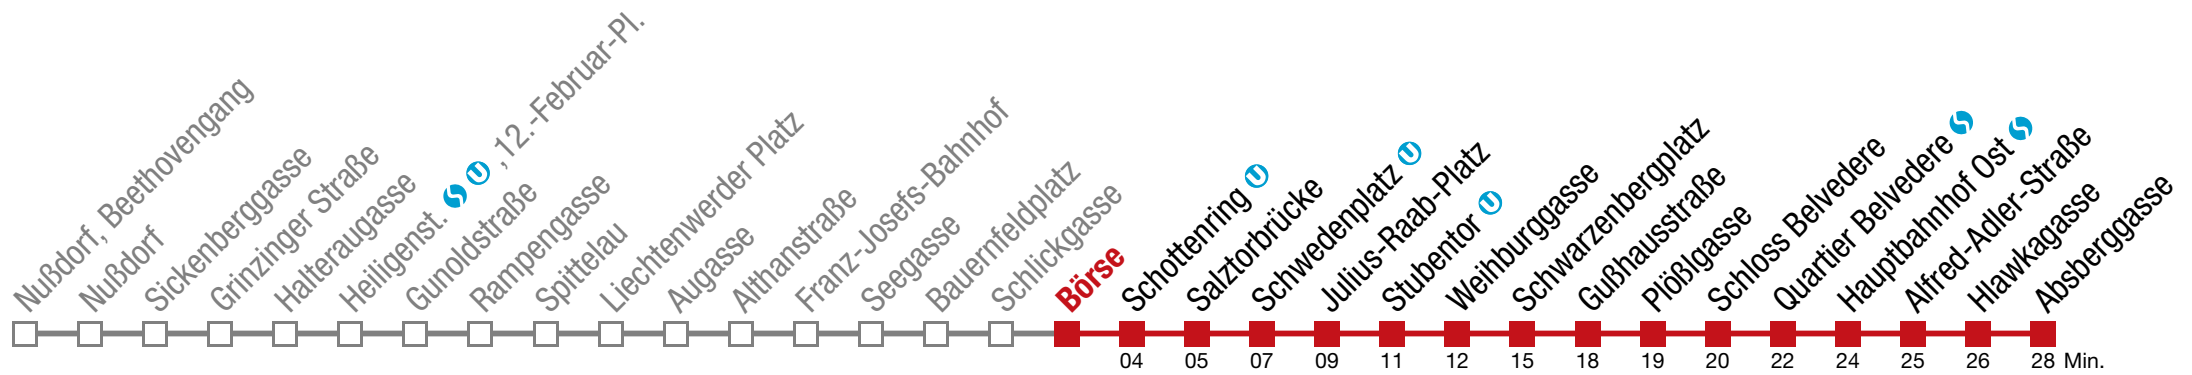 Nußdorf, Beethovengang
Nußdorf
Sickenberggasse
Grinzinger Straße
Halteraugasse
Heiligenst. S U , 12.-Februar-Pl.
Gunoldstraße
Rampengasse
Spittelau
Liechtenwerder Platz
Augasse
Althanstraße
Franz-Josefs-Bahnhof
Seegasse
Bauernfeldplatz
Schlickgasse
Börse
Schottenring U
Salztorbrücke
Schwedenplatz U
Julius-Raab-Platz
Stubentor U
Weihburggasse
Schwarzenbergplatz
Gußhausstraße
Plößlgasse
Schloss Belvedere
Quartier Belvedere S
Hauptbahnhof Ost S
Alfred-Adler-Straße
Hlawkagasse
Absberggasse
04 05 07 09 11 12 15 18 19 20 22 24 25 26 28 Min.